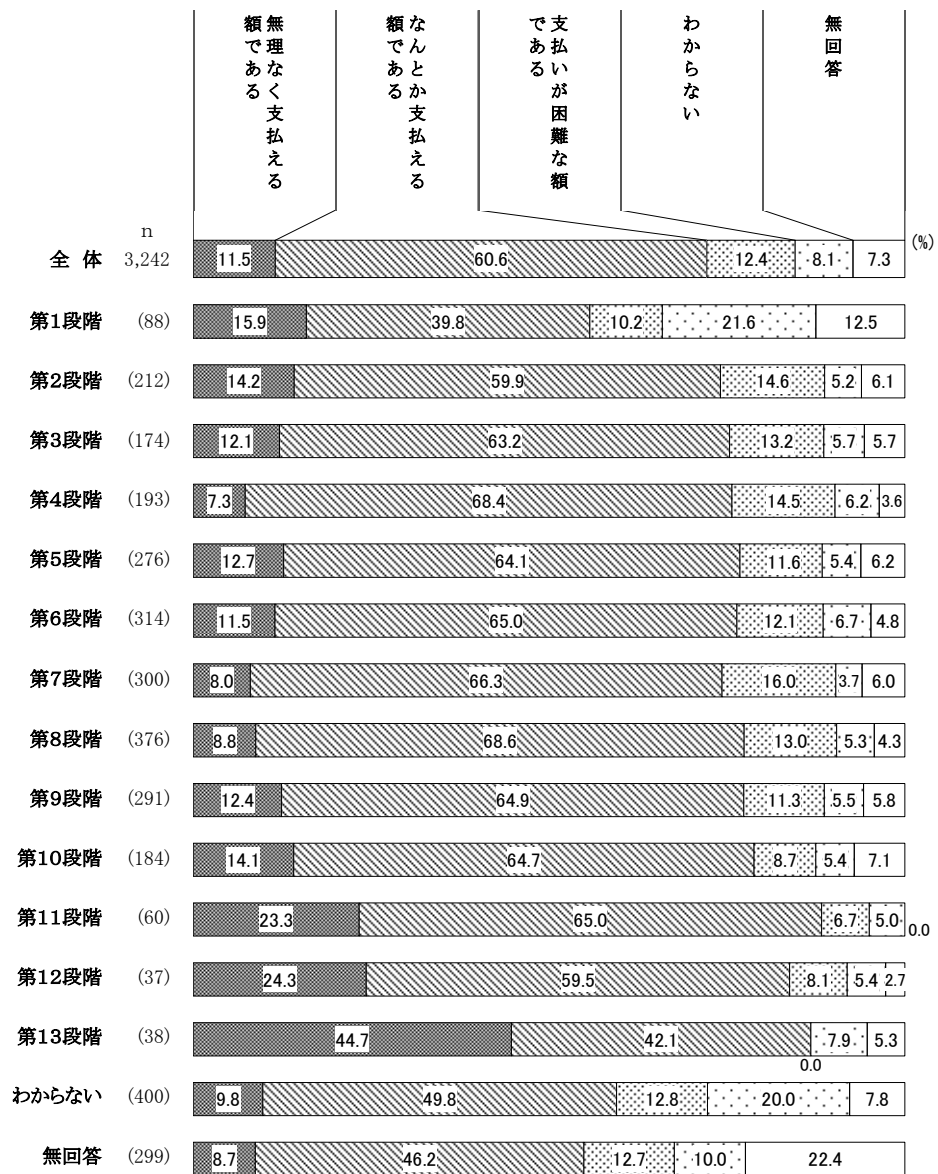 無理なく支払える
額である
なんとか支払える
額である
支払いが困難な額
である
わからない
無回答
n
(%)
全 体 3,242 11.5 60.6 12.4 8.1 7.3
第1段階 (88) 15.9 39.8 10.2 21.6 12.5
第2段階 (212) 14.2 59.9 14.6 5.2 6.1
第3段階 (174) 12.1 63.2 13.2 5.7 5.7
第4段階 (193) 7.3 68.4 14.5 6.2 3.6
第5段階 (276) 12.7 64.1 11.6 5.4 6.2
第6段階 (314) 11.5 65.0 12.1 6.7 4.8
第7段階 (300) 8.0 66.3 16.0 3.7 6.0
第8段階 (376) 8.8 68.6 13.0 5.3 4.3
第9段階 (291) 12.4 64.9 11.3 5.5 5.8
第10段階 (184) 14.1 64.7 8.7 5.4 7.1
第11段階 (60) 23.3 65.0 6.7 5.0 0.0
第12段階 (37) 24.3 59.5 8.1 5.4 2.7
第13段階 (38) 44.7 42.1 7.9 5.3
0.0
わからない (400) 9.8 49.8 12.8 20.0 7.8
無回答 (299) 8.7 46.2 12.7 10.0 22.4